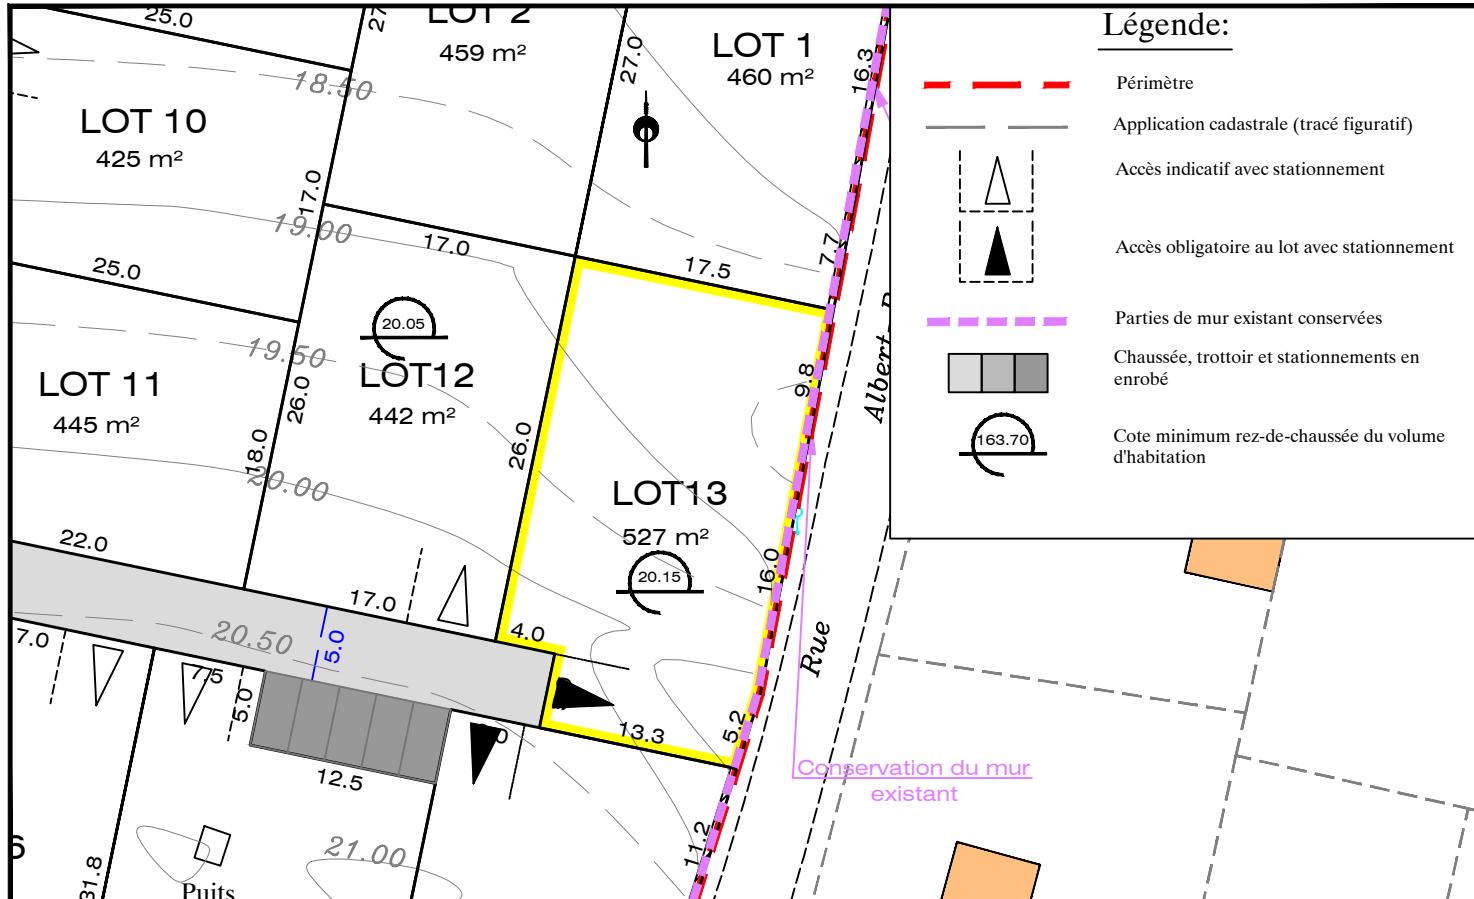 25.0
27
LOT 2
459 m²
27.0
LOT 1
460 m²
16.3
18.50
LOT 10
425 m²
17.0
19.00
17.0
7.7
25.0
17.5
20.05
19.50
LOT12
442 m²
LOT 11
445 m²
26.0
9.8
Albert
18.0
26.0
20.00
LOT13
527 m²
20.15
16.0
22.0
17.0
4.0
20.50
5.0
7.0
7.5
5.0
Rue
13.3
5.2
12.5
Conservation du mur
existant
11.2
21.00
31.8
Puits
Légende:
Périmètre
Application cadastrale (tracé figuratif)
Accès indicatif avec stationnement
Accès obligatoire au lot avec stationnement
Parties de mur existant conservées
Chaussée, trottoir et stationnements en
enrobé
163.70
Cote minimum rez-de-chaussée du volume
d'habitation